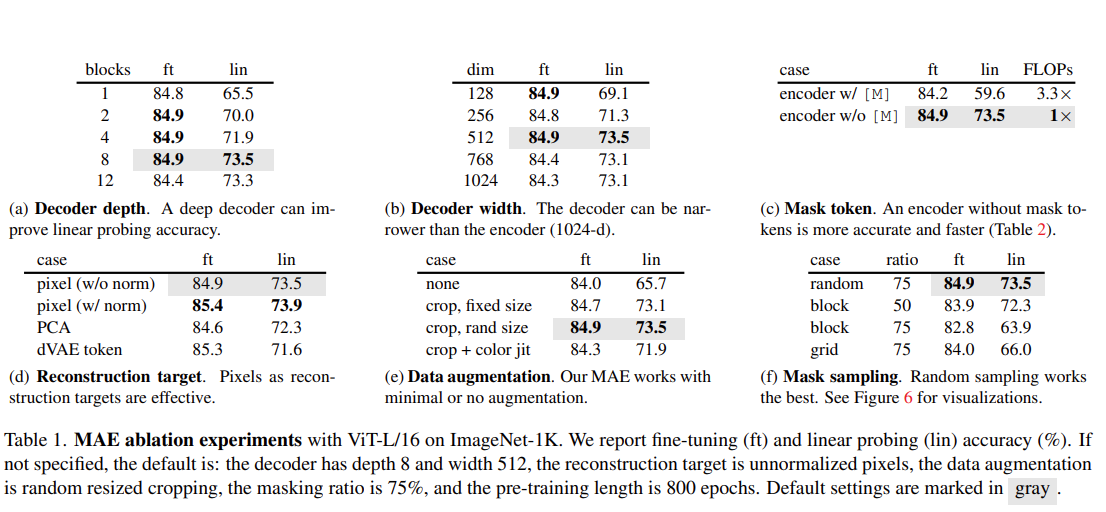 blocks ft lin
1 84.8 65.5
2 84.9 70.0
4 84.9 71.9
8 84.9 73.5
12 84.4 73.3
(a) Decoder depth. A deep decoder can im-
prove linear probing accuracy.
dim ft lin
128 84.9 69.1
256 84.8 71.3
512 84.9 73.5
768 84.4 73.1
1024 84.3 73.1
(b) Decoder width. The decoder can be nar-
rower than the encoder (1024-d).
case ft lin FLOPs
encoder w/ [M] 84.2 59.6 3.3×
encoder w/o [M] 84.9 73.5 1×
(c) Mask token. An encoder without mask to-
kens is more accurate and faster (Table 2).
case ft lin
pixel (w/o norm) 84.9 73.5
pixel (w/ norm) 85.4 73.9
PCA 84.6 72.3
dVAE token 85.3 71.6
(d) Reconstruction target. Pixels as recon-
struction targets are effective.
case ft lin
none 84.0 65.7
crop, fixed size 84.7 73.1
crop, rand size 84.9 73.5
crop + color jit 84.3 71.9
(e) Data augmentation. Our MAE works with
minimal or no augmentation.
case ratio ft lin
random 75 84.9 73.5
block 50 83.9 72.3
block 75 82.8 63.9
grid 75 84.0 66.0
(f) Mask sampling. Random sampling works
the best. See Figure 6 for visualizations.
Table 1. MAE ablation experiments with ViT-L/16 on ImageNet-1K. We report fine-tuning (ft) and linear probing (lin) accuracy (%). If
not specified, the default is: the decoder has depth 8 and width 512, the reconstruction target is unnormalized pixels, the data augmentation
is random resized cropping, the masking ratio is 75%, and the pre-training length is 800 epochs. Default settings are marked in gray .